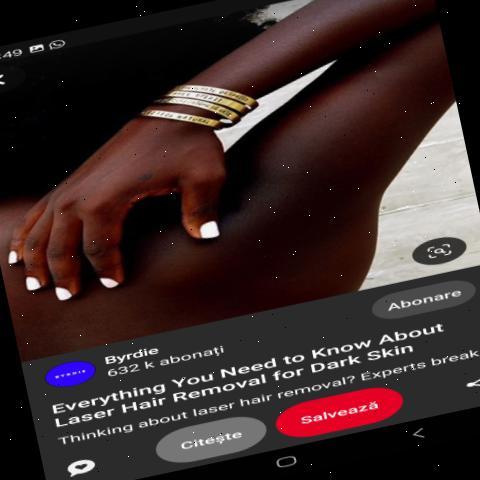 :49
Abonare
BYRDIE
Byrdie
632 k abonați
Everything You Need to Know About
Laser Hair Removal for Dark Skin
Thinking about laser hair removal? Experts break
Citește
Salvează